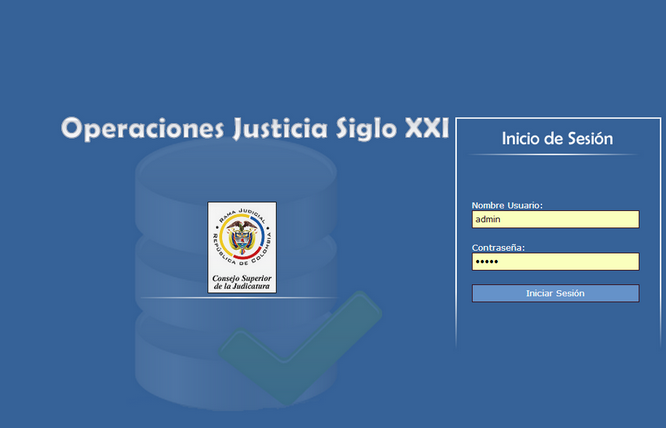 Operaciones Justicia Siglo XXI
Inicio de Sesión
RAMA JUDICIAL
REPÚBLICA DE COLOMBIA
Consejo Superior
de la Judicatura
Nombre Usuario:
admin
Contraseña:
•••••
Iniciar Sesión